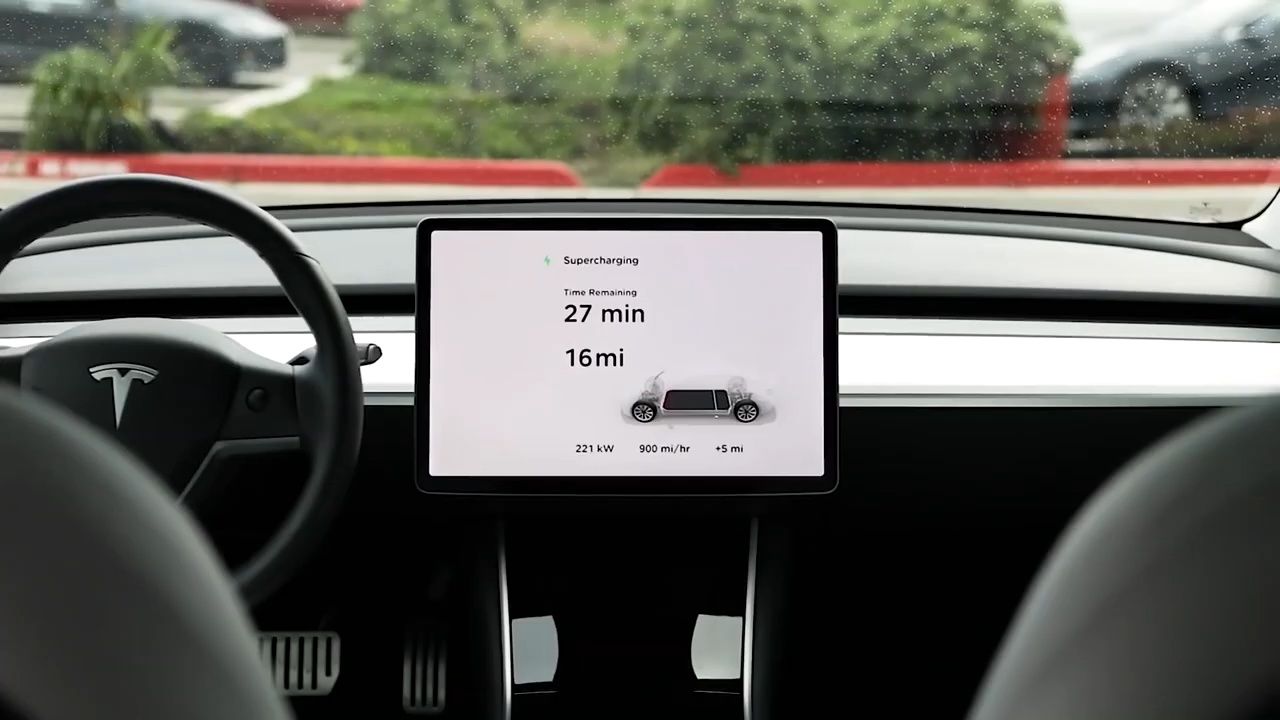 Supercharging
Time Remaining
27 min
16mi
221 kW 900 mi/hr +5 mi